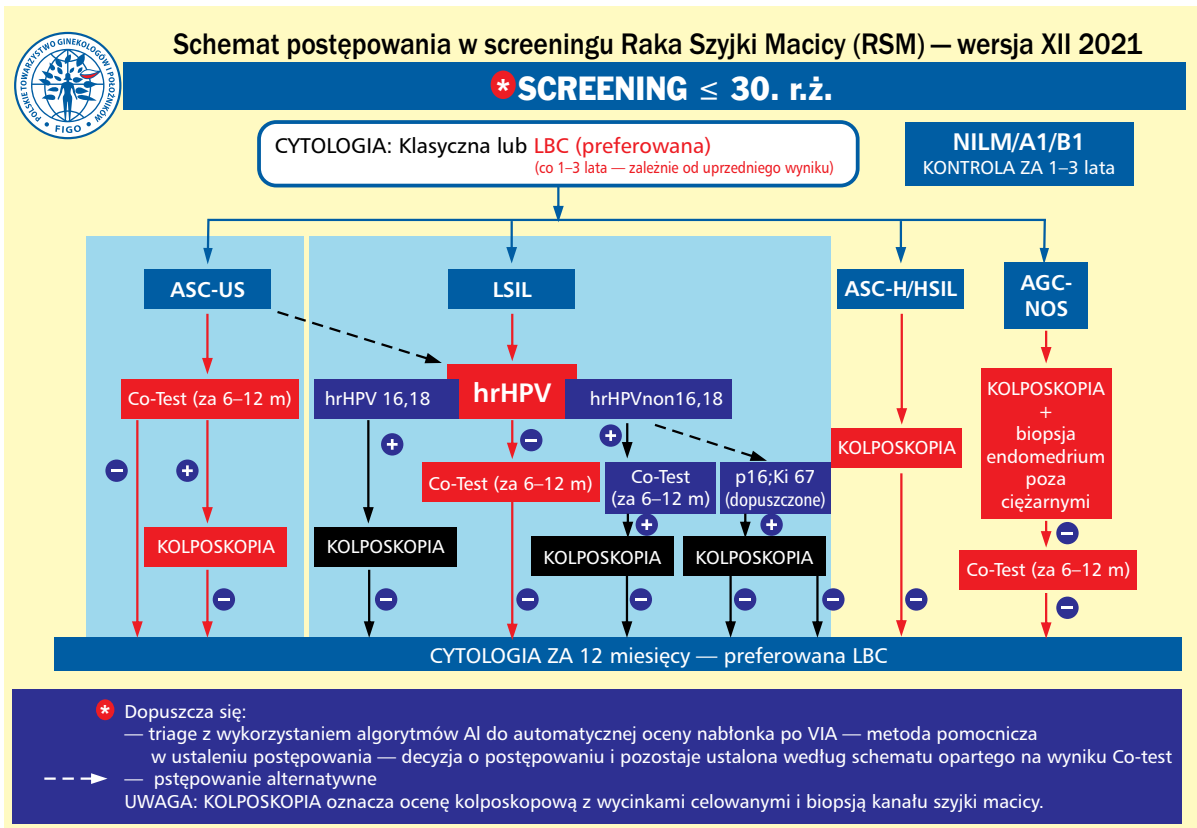 POLSKIE TOWARZYSTWO GINEKOLOGÓW I POŁOŻNIKÓW
• FIGO •
Schemat postępowania w screeningu Raka Szyjki Macicy (RSM) — wersja XII 2021
* SCREENING ≤ 30. r.ż.
CYTOLOGIA: Klasyczna lub LBC (preferowana)
(co 1–3 lata — zależnie od uprzedniego wyniku)
NILM/A1/B1
KONTROLA ZA 1–3 lata
ASC-US
LSIL
ASC-H/HSIL
AGC-
NOS
Co-Test (za 6–12 m)
hrHPV 16,18
hrHPV
hrHPVnon16,18
KOLPOSKOPIA
+
biopsja
endomedrium
poza
ciężarnymi
– + + – +
KOLPOSKOPIA
Co-Test (za 6–12 m)
Co-Test
(za 6–12 m)
p16;Ki 67
(dopuszczone)
+ + –
KOLPOSKOPIA
KOLPOSKOPIA
KOLPOSKOPIA
KOLPOSKOPIA
Co-Test (za 6–12 m)
– – – – – – – –
CYTOLOGIA ZA 12 miesięcy — preferowana LBC
* Dopuszcza się:
— triage z wykorzystaniem algorytmów AI do automatycznej oceny nabłonka po VIA — metoda pomocnicza
w ustaleniu postępowania — decyzja o postępowaniu i pozostaje ustalona według schematu opartego na wyniku Co-test
— pstępowanie alternatywne
UWAGA: KOLPOSKOPIA oznacza ocenę kolposkopową z wycinkami celowanymi i biopsją kanału szyjki macicy.